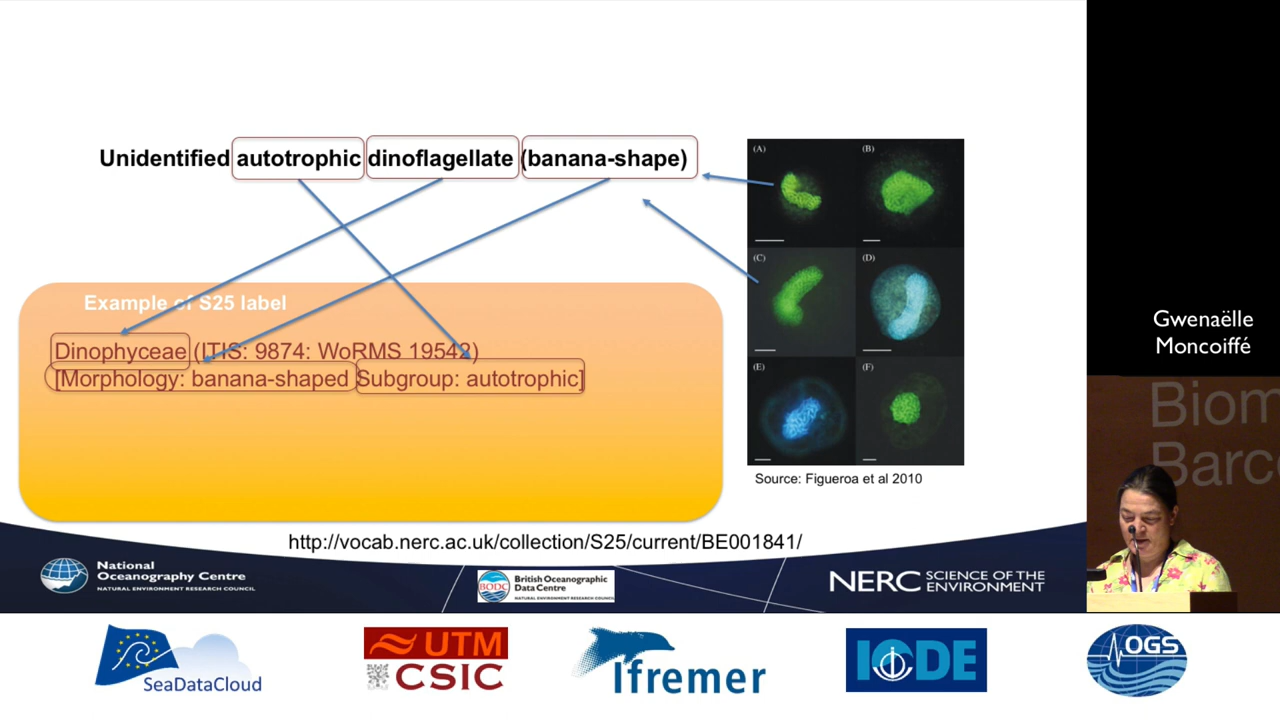 Unidentified autotrophic dinoflagellate (banana-shape)
(A)
(B)
(C)
(D)
(E)
(F)
Source: Figueroa et al 2010
Example of S25 label
Dinophyceae (ITIS: 9874: WoRMS 19542)
[Morphology: banana-shaped Subgroup: autotrophic]
http://vocab.nerc.ac.uk/collection/S25/current/BE001841/
National
Oceanography Centre
NATURAL ENVIRONMENT RESEARCH COUNCIL
BODC
British Oceanographic
Data Centre
NATURAL ENVIRONMENT RESEARCH COUNCIL
NERC SCIENCE OF THE
ENVIRONMENT
Gwenaëlle
Moncoiffé
Biom
Barc
SeaDataCloud
UTM
CSIC
Ifremer
IODE
OGS